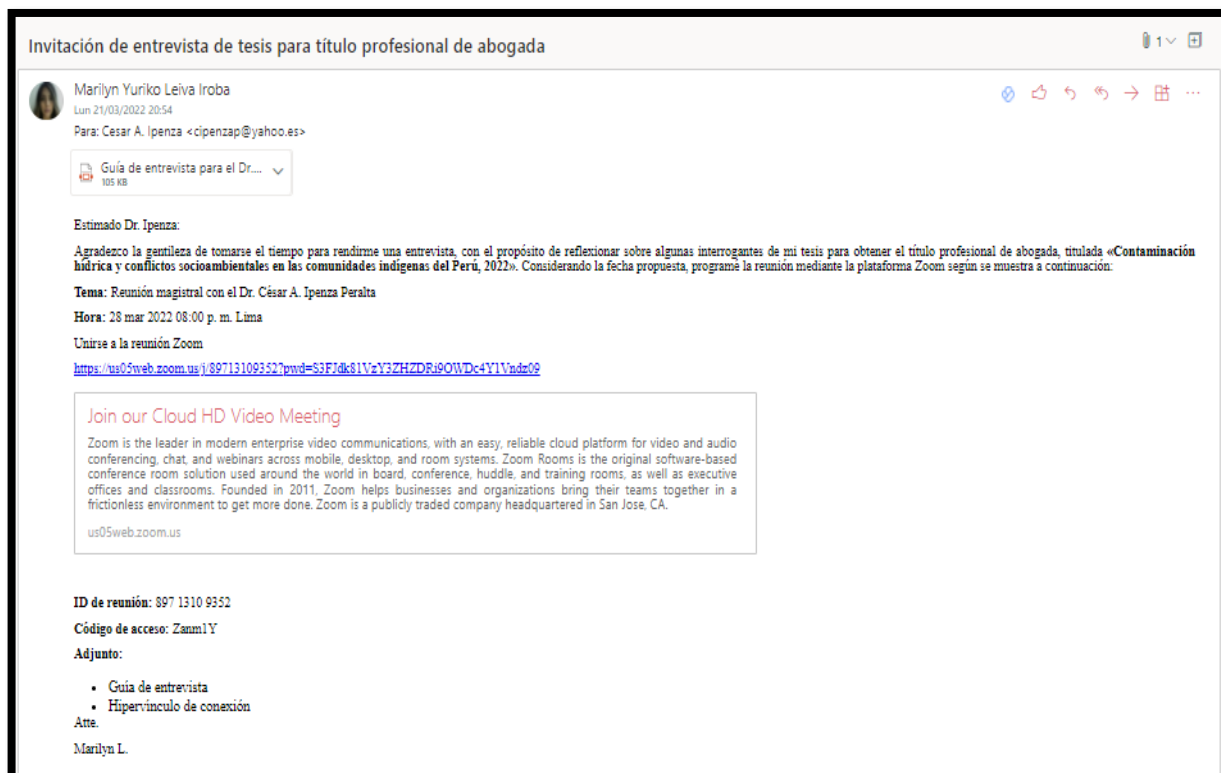 Invitación de entrevista de tesis para título profesional de abogada
1
Marilyn Yuriko Leiva Iroba
Lun 21/03/2022 20:54
Para: Cesar A. Ipenza <cipenzap@yahoo.es>
Guía de entrevista para el Dr....
105 KB
Estimado Dr. Ipenza:
Agradezco la gentileza de tomarse el tiempo para rendirme una entrevista, con el propósito de reflexionar sobre algunas interrogantes de mi tesis para obtener el título profesional de abogada, titulada «Contaminación
hídrica y conflictos socioambientales en las comunidades indígenas del Perú, 2022». Considerando la fecha propuesta, programé la reunión mediante la plataforma Zoom según se muestra a continuación:
Tema: Reunión magistral con el Dr. César A. Ipenza Peralta
Hora: 28 mar 2022 08:00 p. m. Lima
Unirse a la reunión Zoom
https://us05web.zoom.us/j/89713109352?pwd=S3FJdk81VzY3ZHZDRi9OWDc4Y1Vndz09
Join our Cloud HD Video Meeting
Zoom is the leader in modern enterprise video communications, with an easy, reliable cloud platform for video and audio
conferencing, chat, and webinars across mobile, desktop, and room systems. Zoom Rooms is the original software-based
conference room solution used around the world in board, conference, huddle, and training rooms, as well as executive
offices and classrooms. Founded in 2011, Zoom helps businesses and organizations bring their teams together in a
frictionless environment to get more done. Zoom is a publicly traded company headquartered in San Jose, CA.
us05web.zoom.us
ID de reunión: 897 1310 9352
Código de acceso: Zanm1Y
Adjunto:
• Guía de entrevista
• Hipervínculo de conexión
Atte.
Marilyn L.